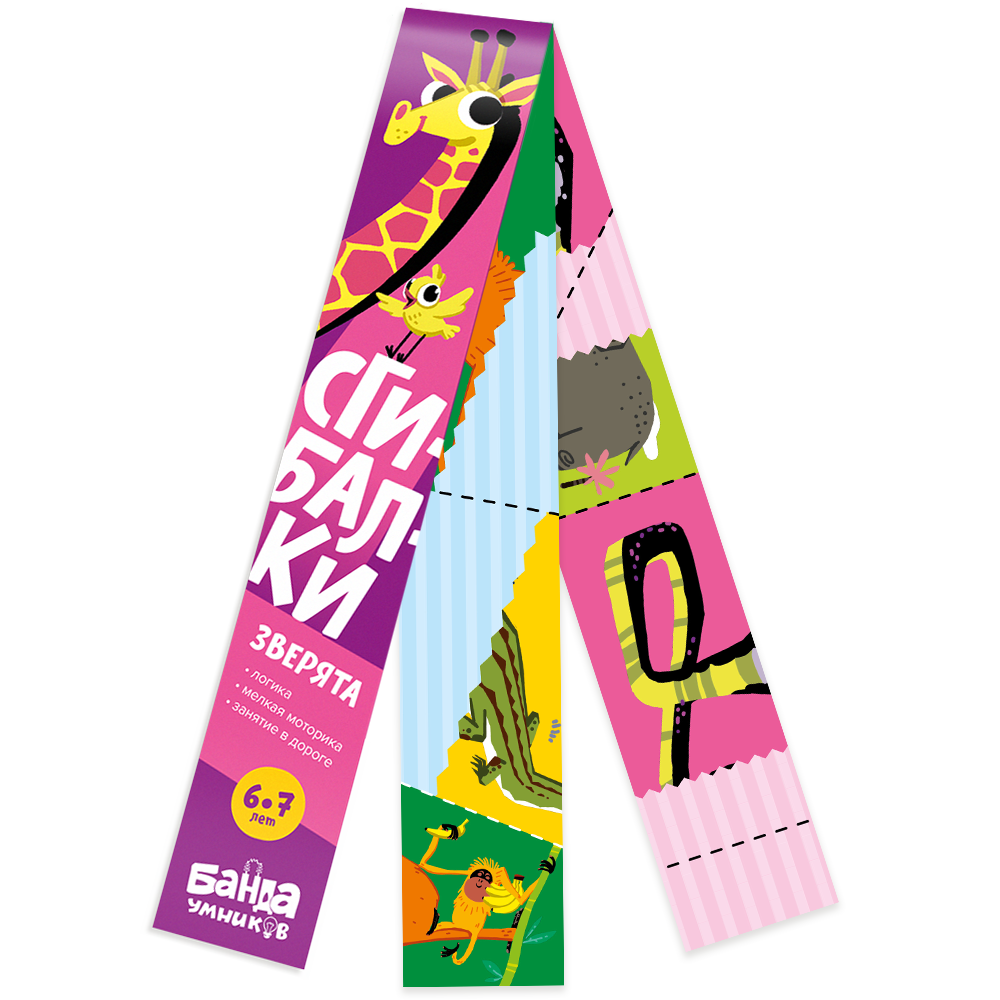 СГИ-
БАЛ-
КИ
ЗВЕРЯТА
• логика
• мелкая моторика
• занятие в дороге
6•7
лет
БАНДА
УМНИКОВ